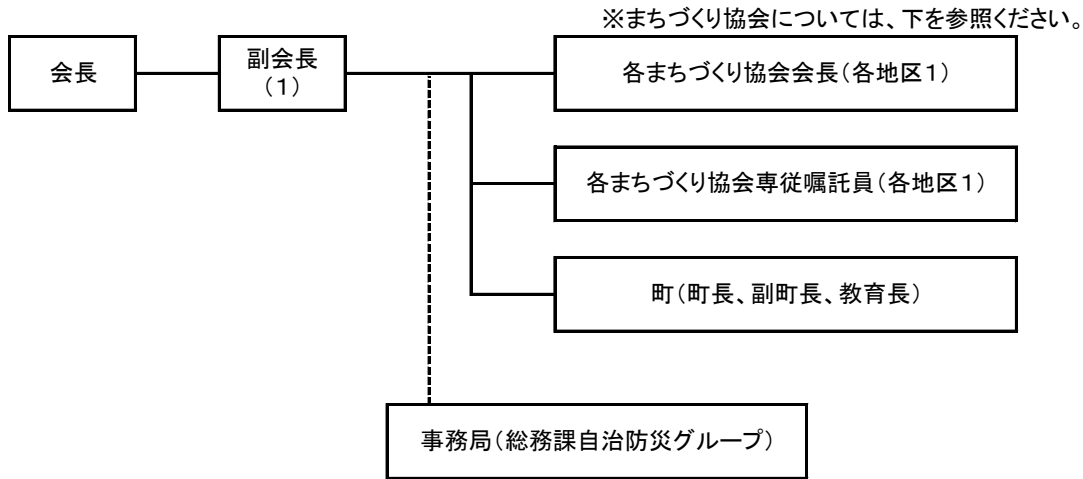 ※まちづくり協会については、下を参照ください。
会長
副会長
(1)
各まちづくり協会会長(各地区1)
各まちづくり協会専従嘱託員(各地区1)
町(町長、副町長、教育長)
事務局(総務課自治防災グループ)